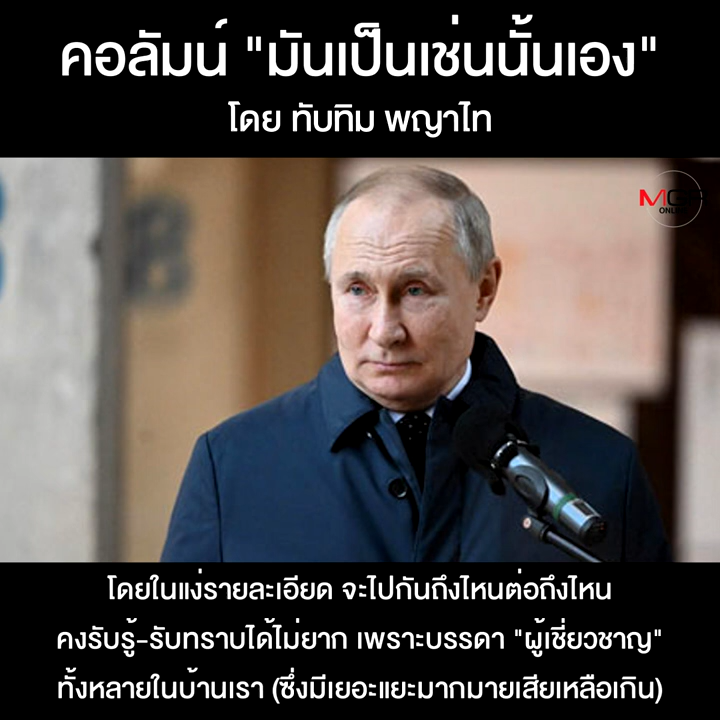 คอลัมน์ "มันเป็นเช่นนั้นเอง"
โดย ทับทิม พญาไท
MGR
ONLINE
โดยในแง่รายละเอียด จะไปกันถึงไหนต่อถึงไหน
คงรับรู้-รับทราบได้ไม่ยาก เพราะบรรดา "ผู้เชี่ยวชาญ"
ทั้งหลายในบ้านเรา (ซึ่งมีเยอะแยะมากมายเสียเหลือเกิน)